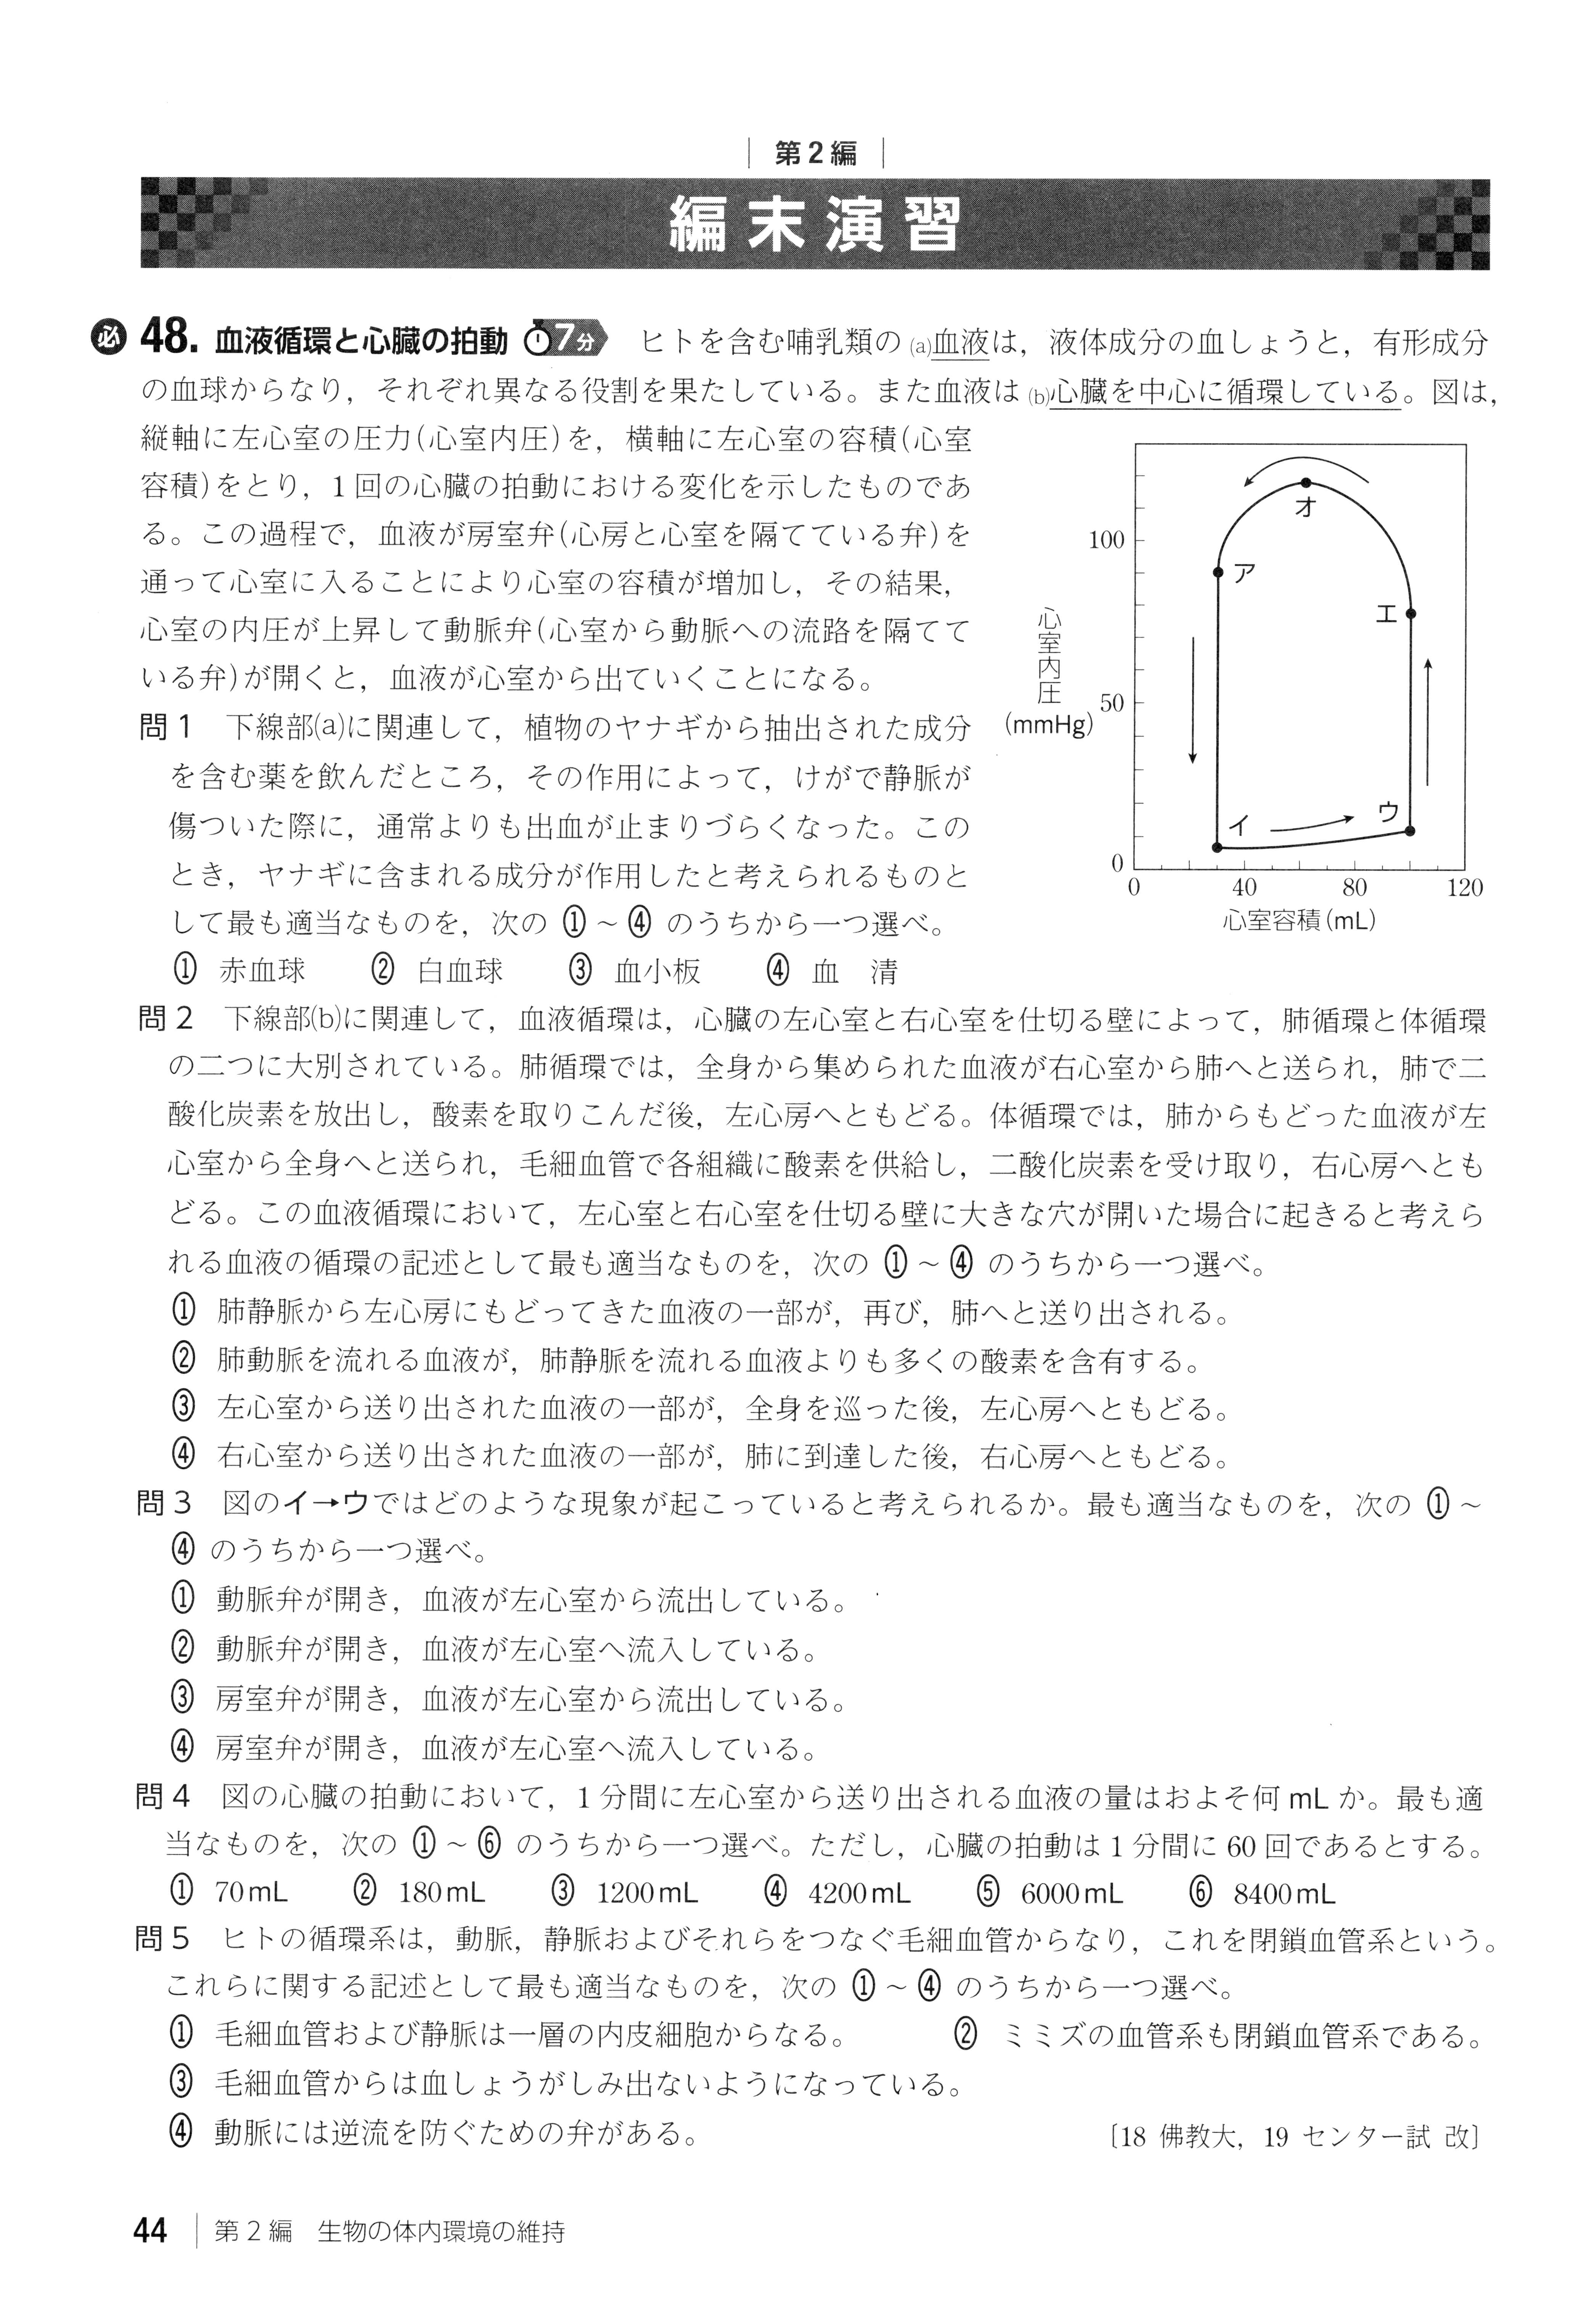 第2編
編末演習
必 48. 血液循環と心臓の拍動 7分 ヒトを含む哺乳類の(a)血液は，液体成分の血しょうと，有形成分
の血球からなり，それぞれ異なる役割を果たしている。また血液は(b)心臓を中心に循環している。図は，
縦軸に左心室の圧力(心室内圧)を，横軸に左心室の容積(心室
容積)をとり，1回の心臓の拍動における変化を示したものであ
る。この過程で，血液が房室弁(心房と心室を隔てている弁)を
通って心室に入ることにより心室の容積が増加し，その結果，
心室の内圧が上昇して動脈弁(心室から動脈への流路を隔てて
いる弁)が開くと，血液が心室から出ていくことになる。
心室内圧
(mmHg)
100
50
0
オ
ア
エ
イ
ウ
0 40 80 120
心室容積(mL)
問1 下線部(a)に関連して，植物のヤナギから抽出された成分
を含む薬を飲んだところ，その作用によって，けがで静脈が
傷ついた際に，通常よりも出血が止まりづらくなった。この
とき，ヤナギに含まれる成分が作用したと考えられるものと
して最も適当なものを，次の ①～④ のうちから一つ選べ。
① 赤血球 ② 白血球 ③ 血小板 ④ 血 清
問2 下線部(b)に関連して，血液循環は，心臓の左心室と右心室を仕切る壁によって，肺循環と体循環
の二つに大別されている。肺循環では，全身から集められた血液が右心室から肺へと送られ，肺で二
酸化炭素を放出し，酸素を取りこんだ後，左心房へともどる。体循環では，肺からもどった血液が左
心室から全身へと送られ，毛細血管で各組織に酸素を供給し，二酸化炭素を受け取り，右心房へとも
どる。この血液循環において，左心室と右心室を仕切る壁に大きな穴が開いた場合に起きると考えら
れる血液の循環の記述として最も適当なものを，次の ①～④ のうちから一つ選べ。
① 肺静脈から左心房にもどってきた血液の一部が，再び，肺へと送り出される。
② 肺動脈を流れる血液が，肺静脈を流れる血液よりも多くの酸素を含有する。
③ 左心室から送り出された血液の一部が，全身を巡った後，左心房へともどる。
④ 右心室から送り出された血液の一部が，肺に到達した後，右心房へともどる。
問3 図のイ→ウではどのような現象が起こっていると考えられるか。最も適当なものを，次の ①～
④ のうちから一つ選べ。
① 動脈弁が開き，血液が左心室から流出している。
② 動脈弁が開き，血液が左心室へ流入している。
③ 房室弁が開き，血液が左心室から流出している。
④ 房室弁が開き，血液が左心室へ流入している。
問4 図の心臓の拍動において，1分間に左心室から送り出される血液の量はおよそ何mLか。最も適
当なものを，次の ①～⑥ のうちから一つ選べ。ただし，心臓の拍動は1分間に60回であるとする。
① 70mL ② 180mL ③ 1200mL ④ 4200mL ⑤ 6000mL ⑥ 8400mL
問5 ヒトの循環系は，動脈，静脈およびそれらをつなぐ毛細血管からなり，これを閉鎖血管系という。
これらに関する記述として最も適当なものを，次の ①～④ のうちから一つ選べ。
① 毛細血管および静脈は一層の内皮細胞からなる。 ② ミミズの血管系も閉鎖血管系である。
③ 毛細血管からは血しょうがしみ出ないようになっている。
④ 動脈には逆流を防ぐための弁がある。 〔18 佛教大，19 センター試 改〕
44 第2編 生物の体内環境の維持